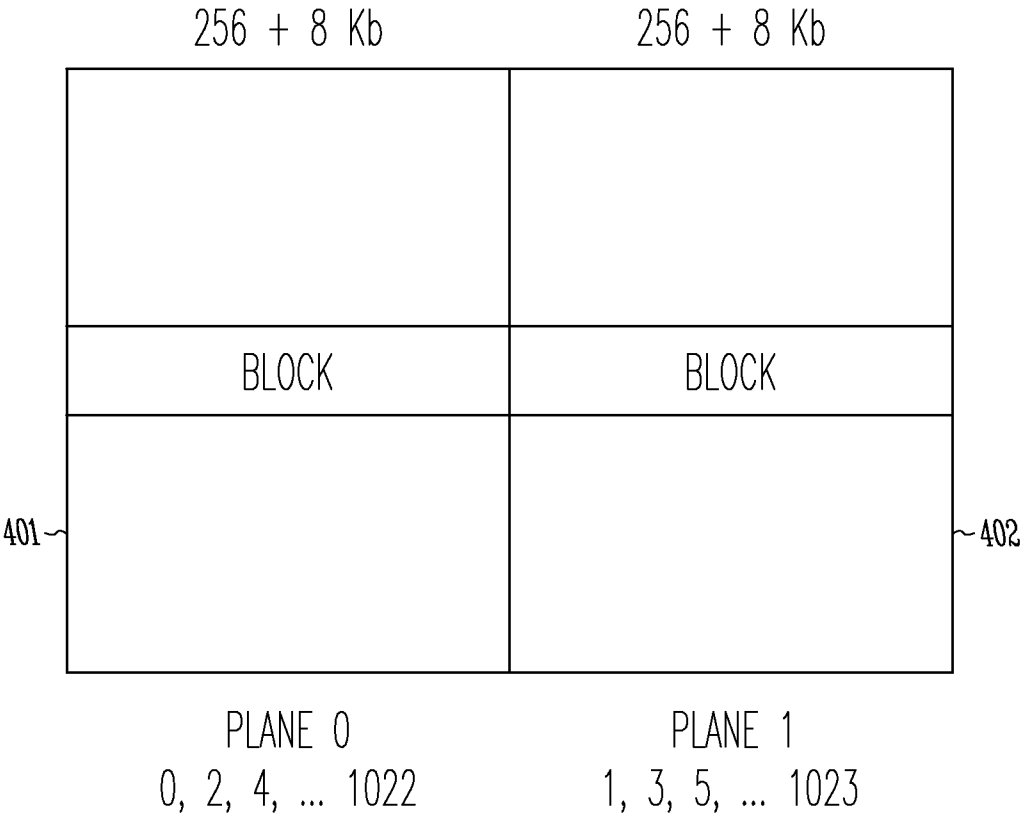 256 + 8 Kb 256 + 8 Kb
BLOCK BLOCK
401 402
PLANE 0 PLANE 1
0, 2, 4, ... 1022 1, 3, 5, ... 1023